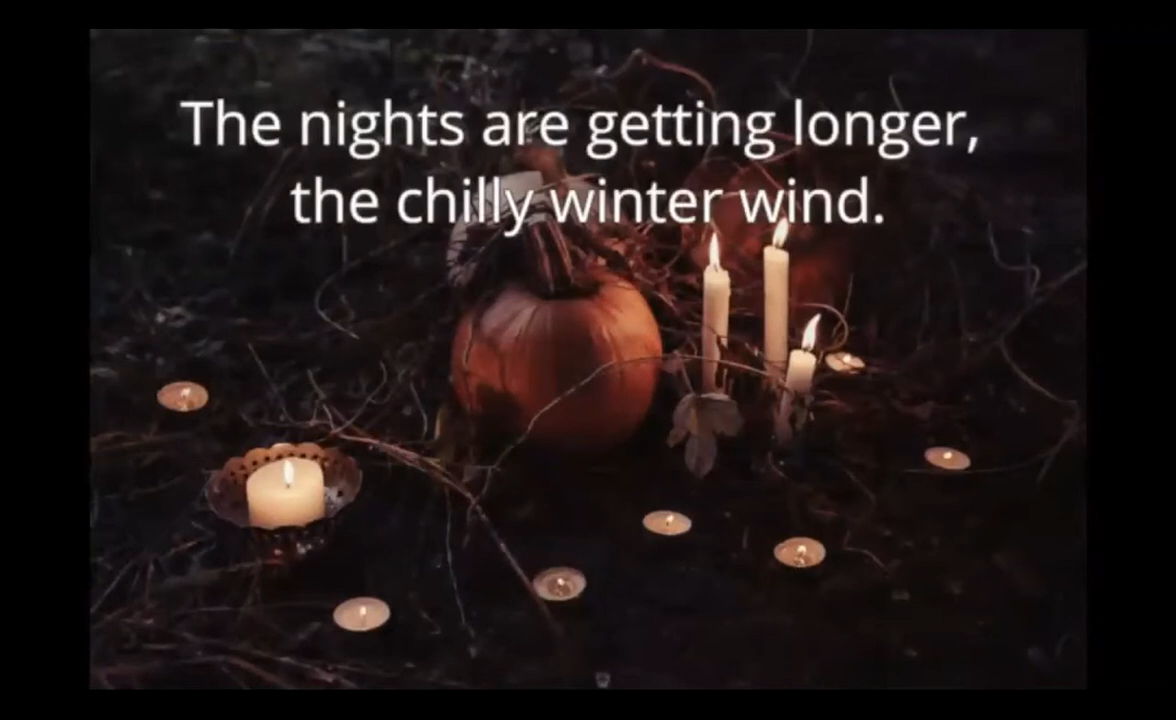 The nights are getting longer,
the chilly winter wind.